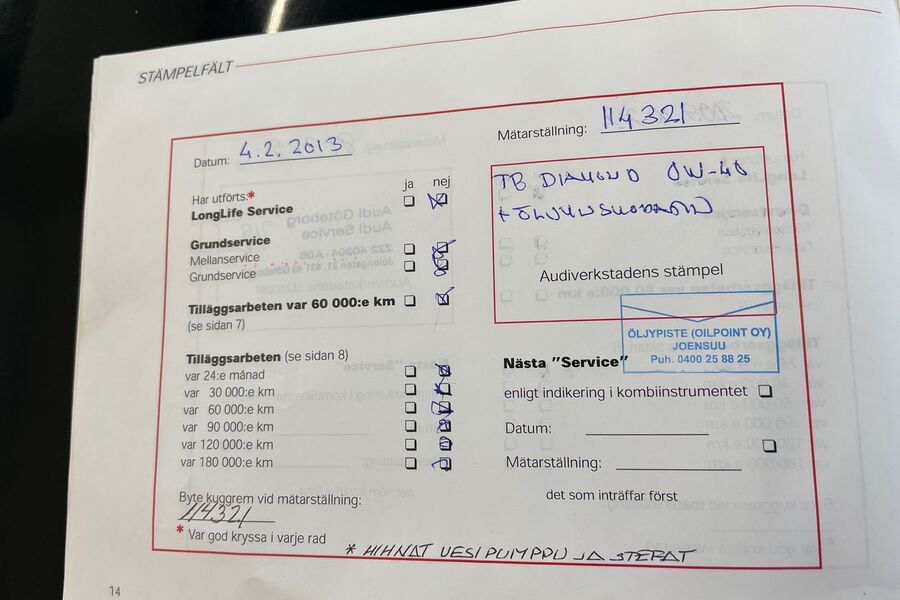 STÄMPELFÄLT
Datum: 4.2.2013
Mätarställning: 114321
Har utförts:*
ja nej
LongLife Service
Grundservice
Mellanservice
Grundservice
Tilläggsarbeten var 60 000:e km
(se sidan 7)
Tilläggsarbeten (se sidan 8)
var 24:e månad
var 30 000:e km
var 60 000:e km
var 90 000:e km
var 120 000:e km
var 180 000:e km
Byte kuggrem vid mätarställning:
114321
* Var god kryssa i varje rad
TB DIAMOND 0W-40
Audiverkstadens stämpel
ÖLJYPISTE (OILPOINT OY)
JOENSUU
Puh. 0400 25 88 25
Nästa "Service"
enligt indikering i kombiinstrumentet
Datum:
Mätarställning:
det som inträffar först
* HIHNAT VESIPUMPPU JA
14